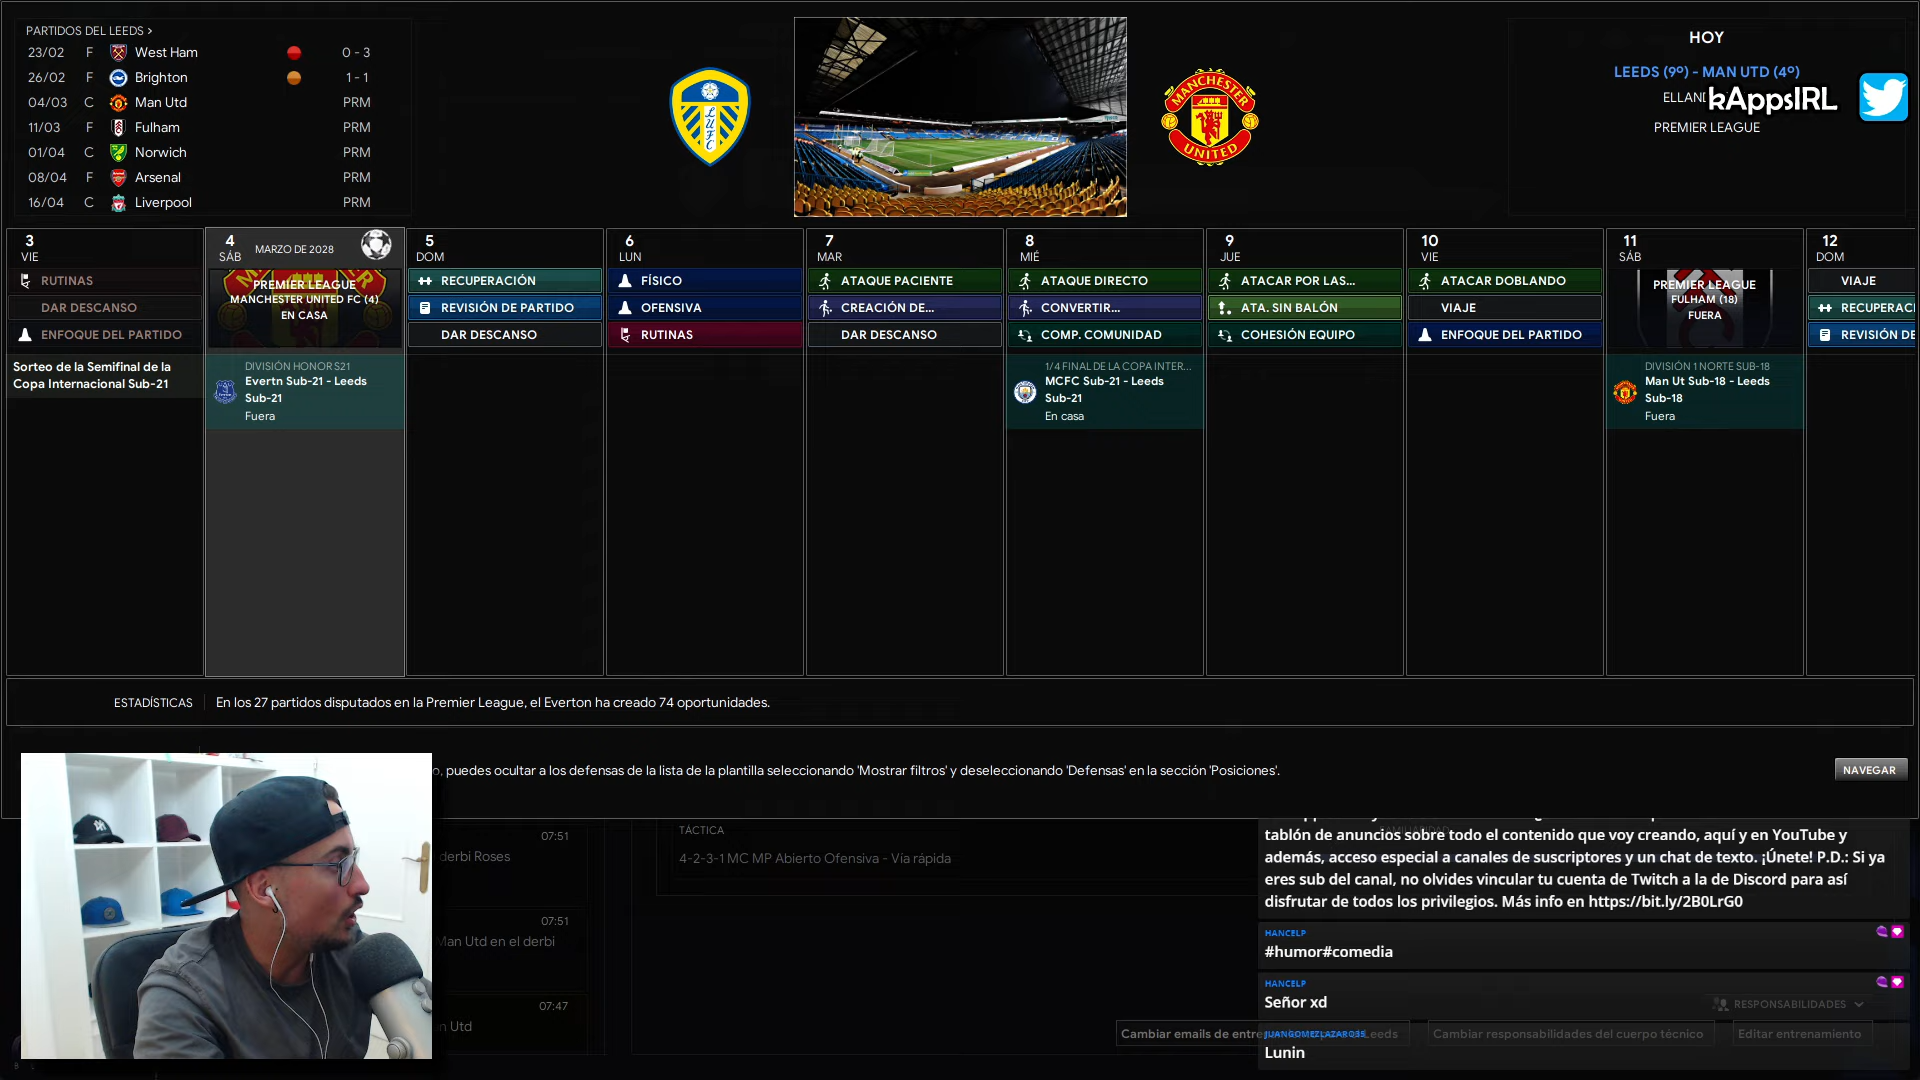 PARTIDOS DEL LEEDS >
23/02 F West Ham 0 - 3
26/02 F Brighton 1 - 1
04/03 C Man Utd PRM
11/03 F Fulham PRM
01/04 C Norwich PRM
08/04 F Arsenal PRM
16/04 C Liverpool PRM
LUFC
MANCHESTER
UNITED
HOY
LEEDS (9º) - MAN UTD (4º)
ELLAN
kAppsIRL
PREMIER LEAGUE
3
VIE
RUTINAS
DAR DESCANSO
ENFOQUE DEL PARTIDO
Sorteo de la Semifinal de la
Copa Internacional Sub-21
4
SÁB
MARZO DE 2028
PREMIER LEAGUE
MANCHESTER UNITED FC (4)
EN CASA
DIVISIÓN HONOR S21
Evertn Sub-21 - Leeds
Sub-21
Fuera
5
DOM
RECUPERACIÓN
REVISIÓN DE PARTIDO
DAR DESCANSO
6
LUN
FÍSICO
OFENSIVA
RUTINAS
7
MAR
ATAQUE PACIENTE
CREACIÓN DE...
DAR DESCANSO
8
MIÉ
ATAQUE DIRECTO
CONVERTIR...
COMP. COMUNIDAD
1/4 FINAL DE LA COPA INTER...
MCFC Sub-21 - Leeds
Sub-21
En casa
9
JUE
ATACAR POR LAS...
ATA. SIN BALÓN
COHESIÓN EQUIPO
10
VIE
ATACAR DOBLANDO
VIAJE
ENFOQUE DEL PARTIDO
11
SÁB
PREMIER LEAGUE
FULHAM (18)
FUERA
DIVISIÓN 1 NORTE SUB-18
Man Ut Sub-18 - Leeds
Sub-18
Fuera
12
DOM
VIAJE
RECUPERACI
REVISIÓN DE
ESTADÍSTICAS
En los 27 partidos disputados en la Premier League, el Everton ha creado 74 oportunidades.
o, puedes ocultar a los defensas de la lista de la plantilla seleccionando 'Mostrar filtros' y deseleccionando 'Defensas' en la sección 'Posiciones'.
NAVEGAR
07:51
derbi Roses
07:51
Man Utd en el derbi
07:47
n Utd
TÁCTICA
4-2-3-1 MC MP Abierto Ofensiva - Vía rápida
tablón de anuncios sobre todo el contenido que voy creando, aquí y en YouTube y
además, acceso especial a canales de suscriptores y un chat de texto. ¡Únete! P.D.: Si ya
eres sub del canal, no olvides vincular tu cuenta de Twitch a la de Discord para así
disfrutar de todos los privilegios. Más info en https://bit.ly/2B0LrG0
HANCELP
#humor#comedia
HANCELP
Señor xd
RESPONSABILIDADES
Cambiar emails de entre
Leeds
JUANGOMEZLAZARO35
Lunin
Cambiar responsabilidades del cuerpo técnico
Editar entrenamiento